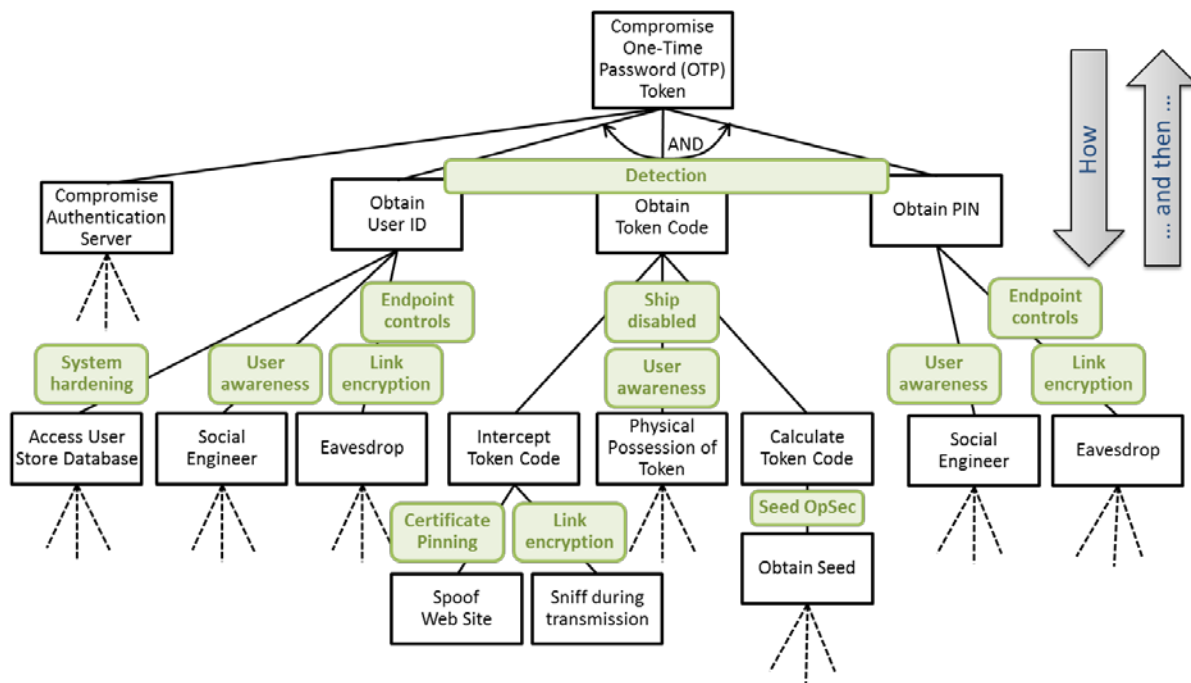 Compromise
One-Time
Password (OTP)
Token
AND
How
... and then ...
Detection
Compromise
Authentication
Server
Obtain
User ID
Obtain
Token Code
Obtain PIN
Endpoint
controls
Ship
disabled
Endpoint
controls
System
hardening
User
awareness
Link
encryption
User
awareness
User
awareness
Link
encryption
Access User
Store Database
Social
Engineer
Eavesdrop
Intercept
Token Code
Physical
Possession of
Token
Calculate
Token Code
Social
Engineer
Eavesdrop
Certificate
Pinning
Link
encryption
Seed OpSec
Spoof
Web Site
Sniff during
transmission
Obtain Seed